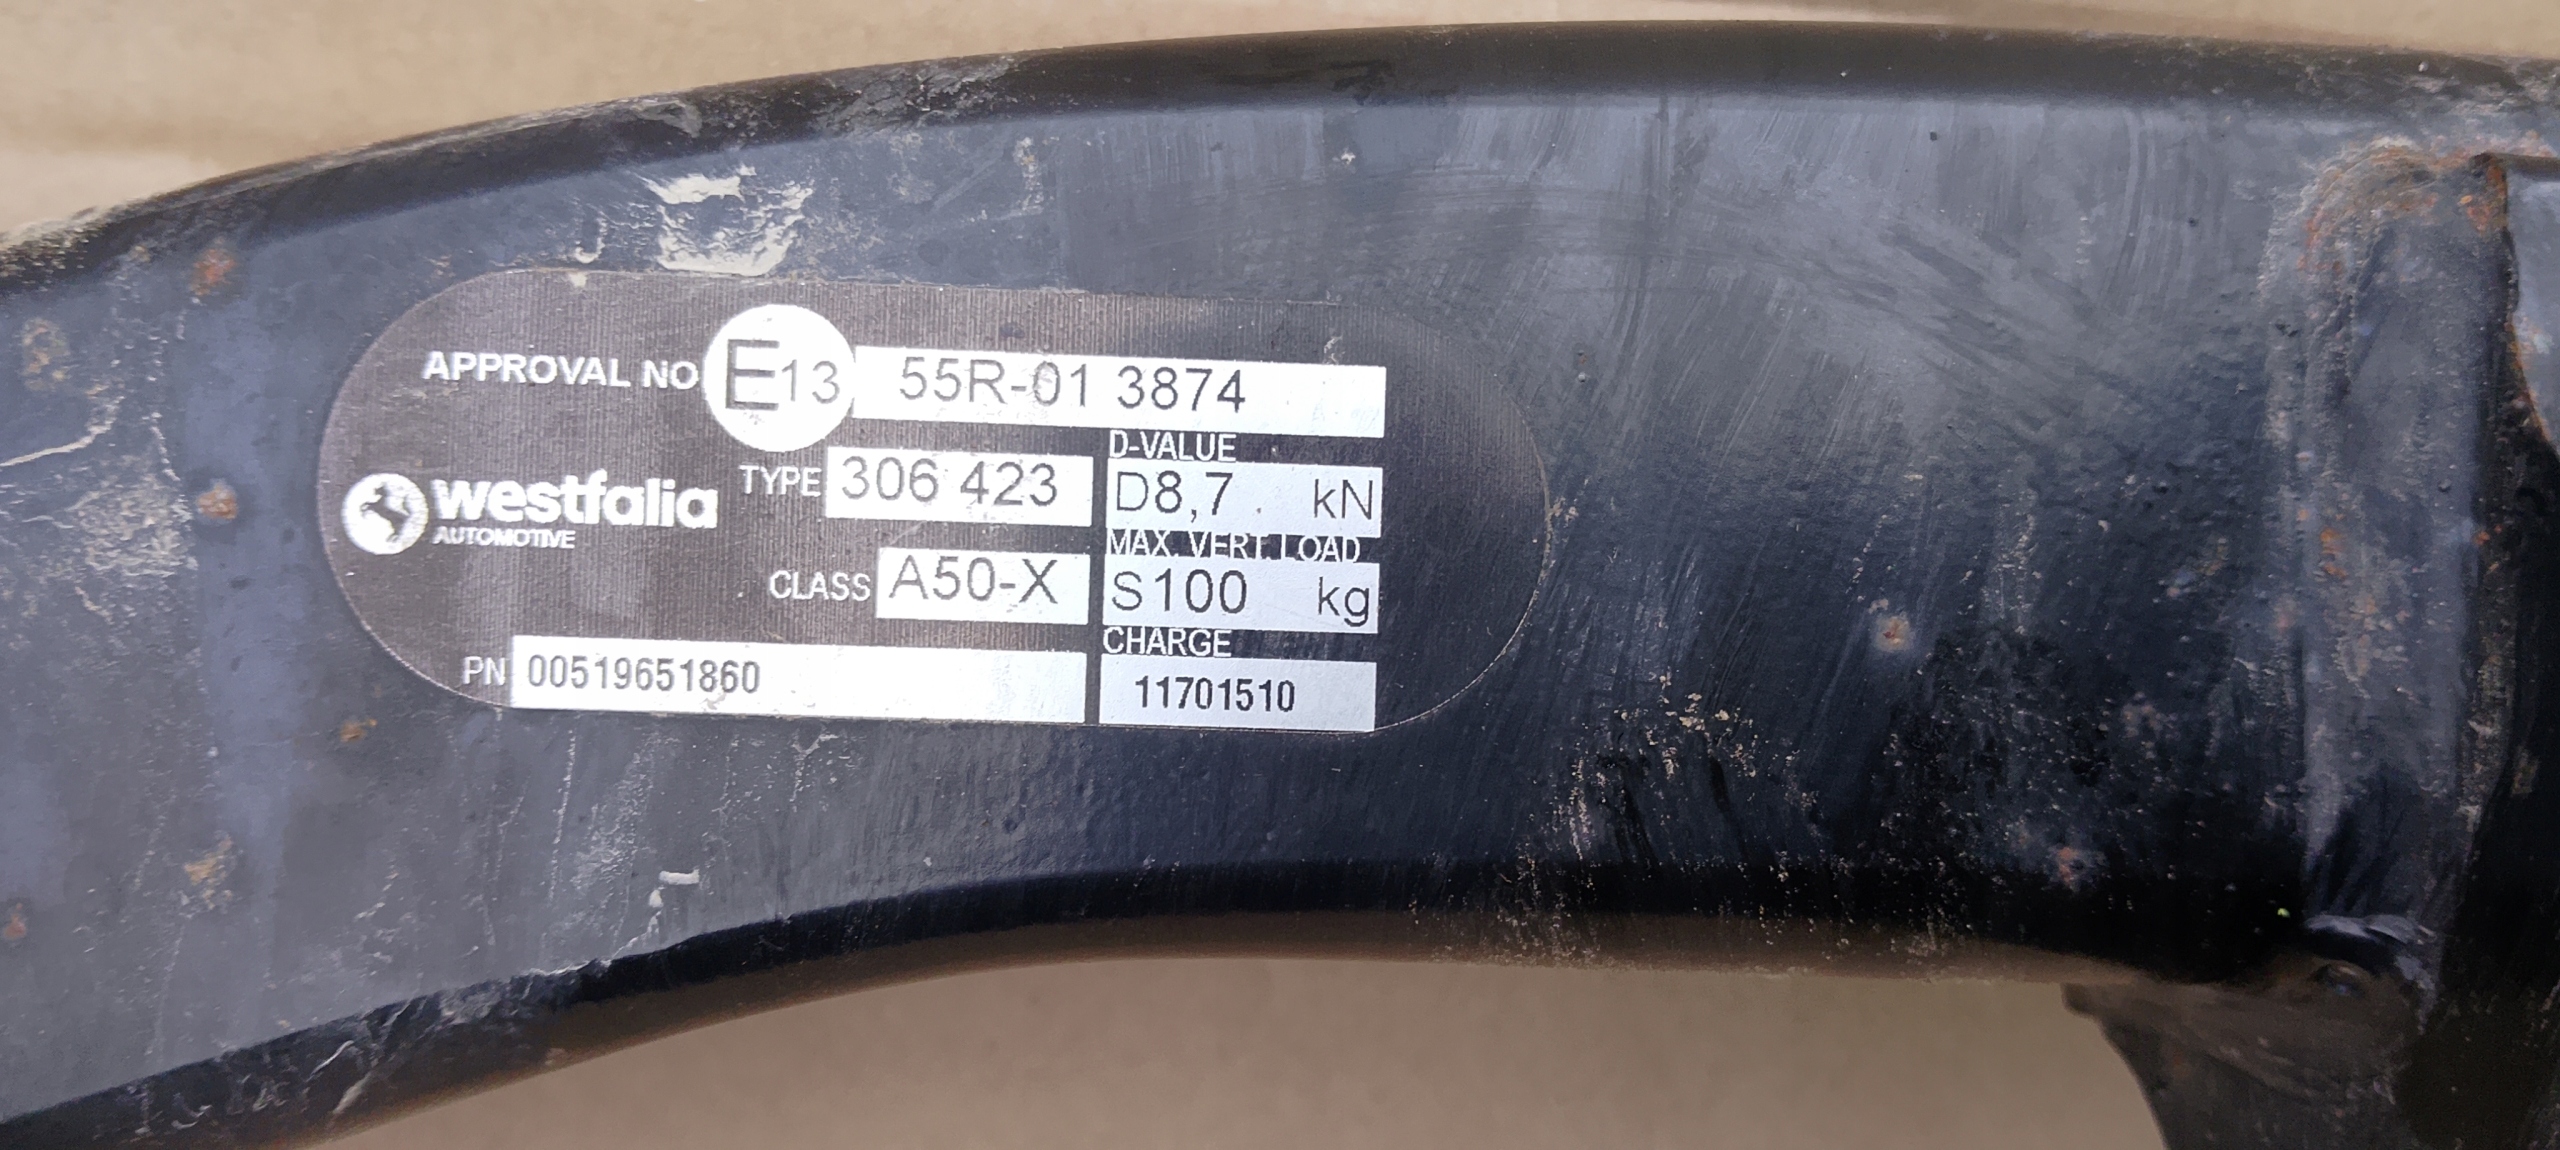 APPROVAL NO E13 55R-01 3874
D-VALUE
TYPE 306 423 D8,7 kN
westfalia
AUTOMOTIVE
MAX. VERT. LOAD
CLASS A50-X S100 kg
CHARGE
PN 00519651860 11701510